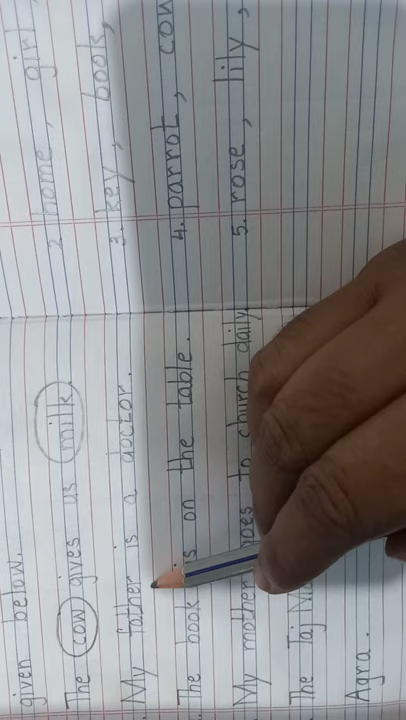 given below.
The cow gives us milk.
My father is a doctor.
The book is on the table.
My mother goes to church daily
The Taj
Agra.
2. home, girl,
3. key, book,
4. parrot, cow
5. rose, lily,